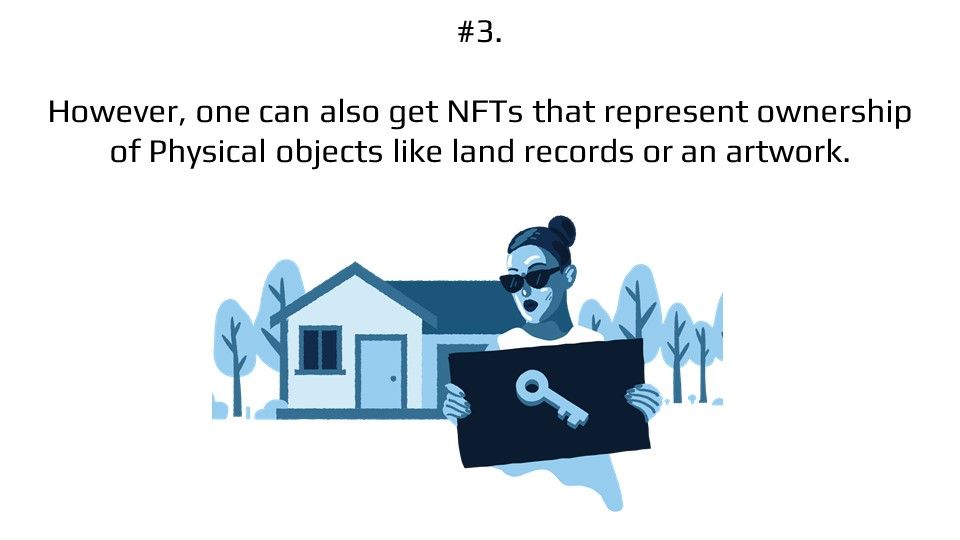 #3.
However, one can also get NFTs that represent ownership
of Physical objects like land records or an artwork.